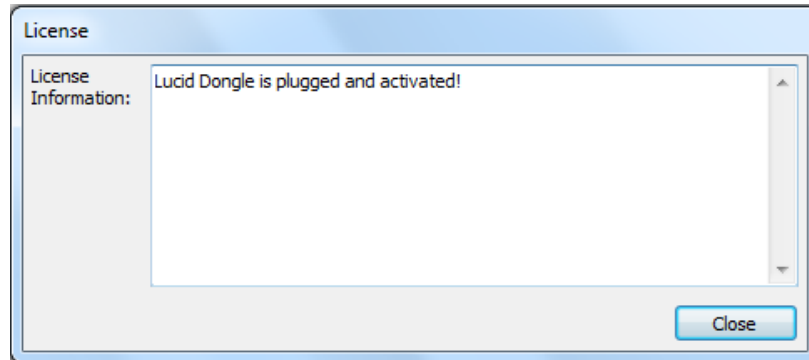 License
License
Information:
Lucid Dongle is plugged and activated!
Close